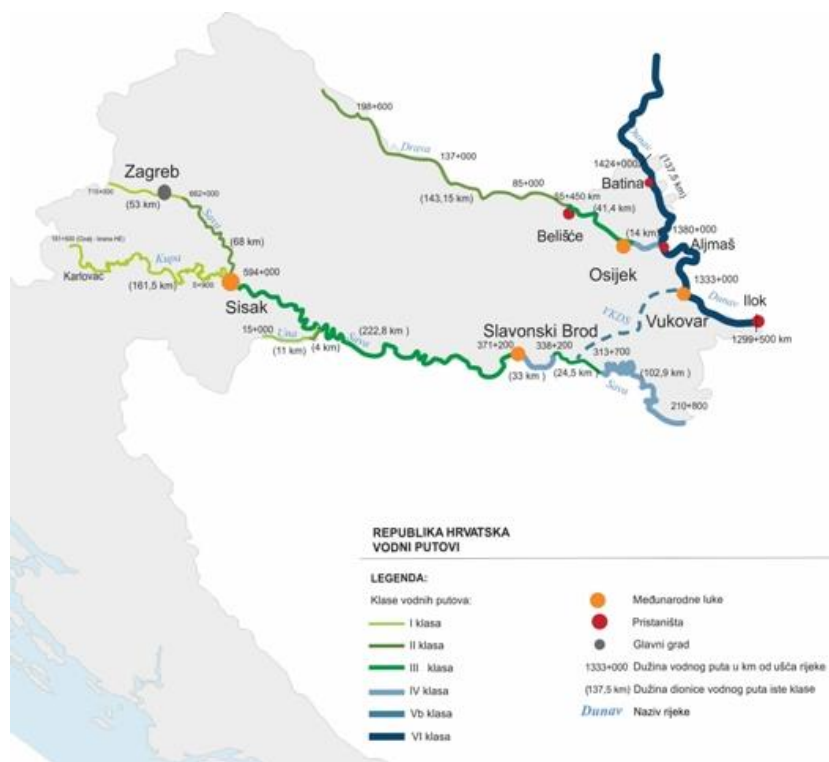 198+600
Drava
137+000
(143,15 km)
85+000
55+450 km
(41,4 km)
Belišće
(14 km)
Osijek
Dunav
1424+000
(137,5 km)
Batina
1380+000
Aljmaš
1333+000
Dunav
Ilok
1299+500 km
Vukovar
VKDS
Zagreb
(53 km)
Sava
(68 km)
Kupa
Karlovac
(161,5 km)
594+000
Sisak
15+000
Una
(11 km)
(4 km)
Sava
(222,8 km)
Slavonski Brod
371+200
338+200
(33 km )
(24,5 km )
313+700
(102,9 km )
Sava
210+800
REPUBLIKA HRVATSKA
VODNI PUTOVI
LEGENDA:
Klase vodnih putova:
I klasa
II klasa
III klasa
IV klasa
Vb klasa
VI klasa
Međunarodne luke
Pristaništa
Glavni grad
1333+000 Dužina vodnog puta u km od ušća rijeke
(137,5 km) Dužina dionice vodnog puta iste klase
Dunav Naziv rijeke